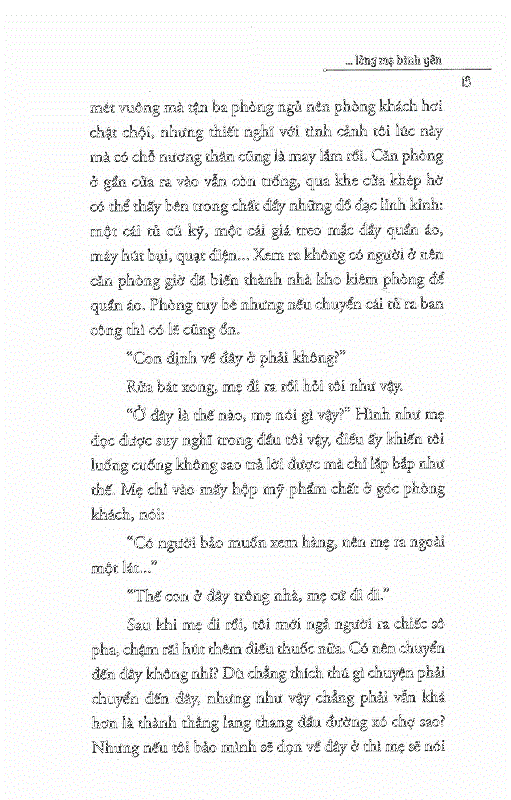 ... lòng mẹ bình yên
15
mét vuông mà tận ba phòng ngủ nên phòng khách hơi
chật chội, nhưng thiết nghĩ với tình cảnh tôi lúc này
mà có chỗ nương thân cũng là may lắm rồi. Căn phòng
ở gần cửa ra vào vẫn còn trống, qua khe cửa khép hờ
có thể thấy bên trong chất đầy những đồ đạc linh kinh:
một cái tủ cũ kỹ, một cái giá treo mắc đầy quần áo,
máy hút bụi, quạt điện... Xem ra không có người ở nên
căn phòng giờ đã biến thành nhà kho kiêm phòng để
quần áo. Phòng tuy bé nhưng nếu chuyển cái tủ ra ban
công thì có lẽ cũng ổn.
“Con định về đây ở phải không?”
Rửa bát xong, mẹ đi ra rồi hỏi tôi như vậy.
“Ở đây là thế nào, mẹ nói gì vậy?” Hình như mẹ
đọc được suy nghĩ trong đầu tôi vậy, điều ấy khiến tôi
luống cuống không sao trả lời được mà chỉ lắp bắp như
thế. Mẹ chỉ vào mấy hộp mỹ phẩm chất ở góc phòng
khách, nói:
“Có người bảo muốn xem hàng, nên mẹ ra ngoài
một lát...”
“Thế con ở đây trông nhà, mẹ cứ đi đi.”
Sau khi mẹ đi rồi, tôi mới ngả người ra chiếc sô
pha, chậm rãi hút thêm điếu thuốc nữa. Có nên chuyển
đến đây không nhỉ? Dù chẳng thích thú gì chuyện phải
chuyển đến đây, nhưng như vậy chẳng phải vẫn khá
hơn là thành thằng lang thang đầu đường xó chợ sao?
Nhưng nếu tôi bảo mình sẽ dọn về đây ở thì mẹ sẽ nói